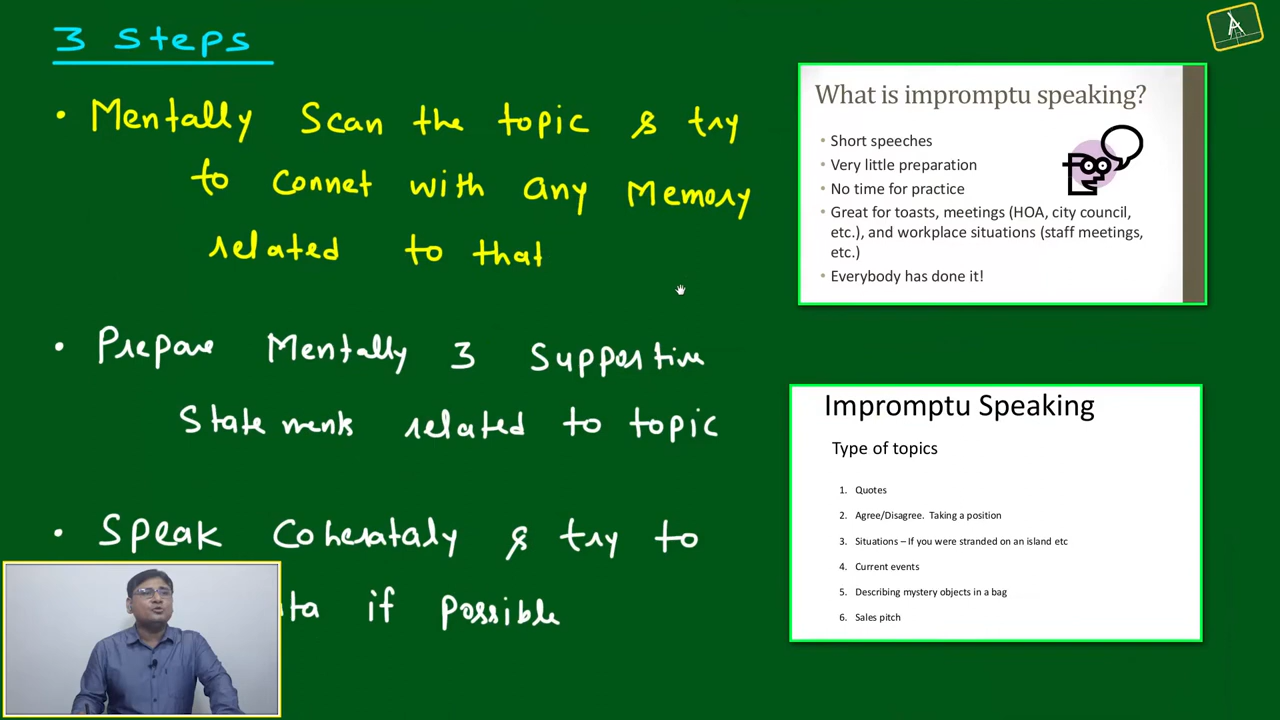 3 Steps
• Mentally Scan the topic & try
to Connet with any Memory
related to that
• Prepare Mentally 3 Supportive
Statements related to topic
• Speak Coherataly & try to
if possible
What is impromptu speaking?
• Short speeches
• Very little preparation
• No time for practice
• Great for toasts, meetings (HOA, city council,
etc.), and workplace situations (staff meetings,
etc.)
• Everybody has done it!
Impromptu Speaking
Type of topics
1. Quotes
2. Agree/Disagree. Taking a position
3. Situations – If you were stranded on an island etc
4. Current events
5. Describing mystery objects in a bag
6. Sales pitch